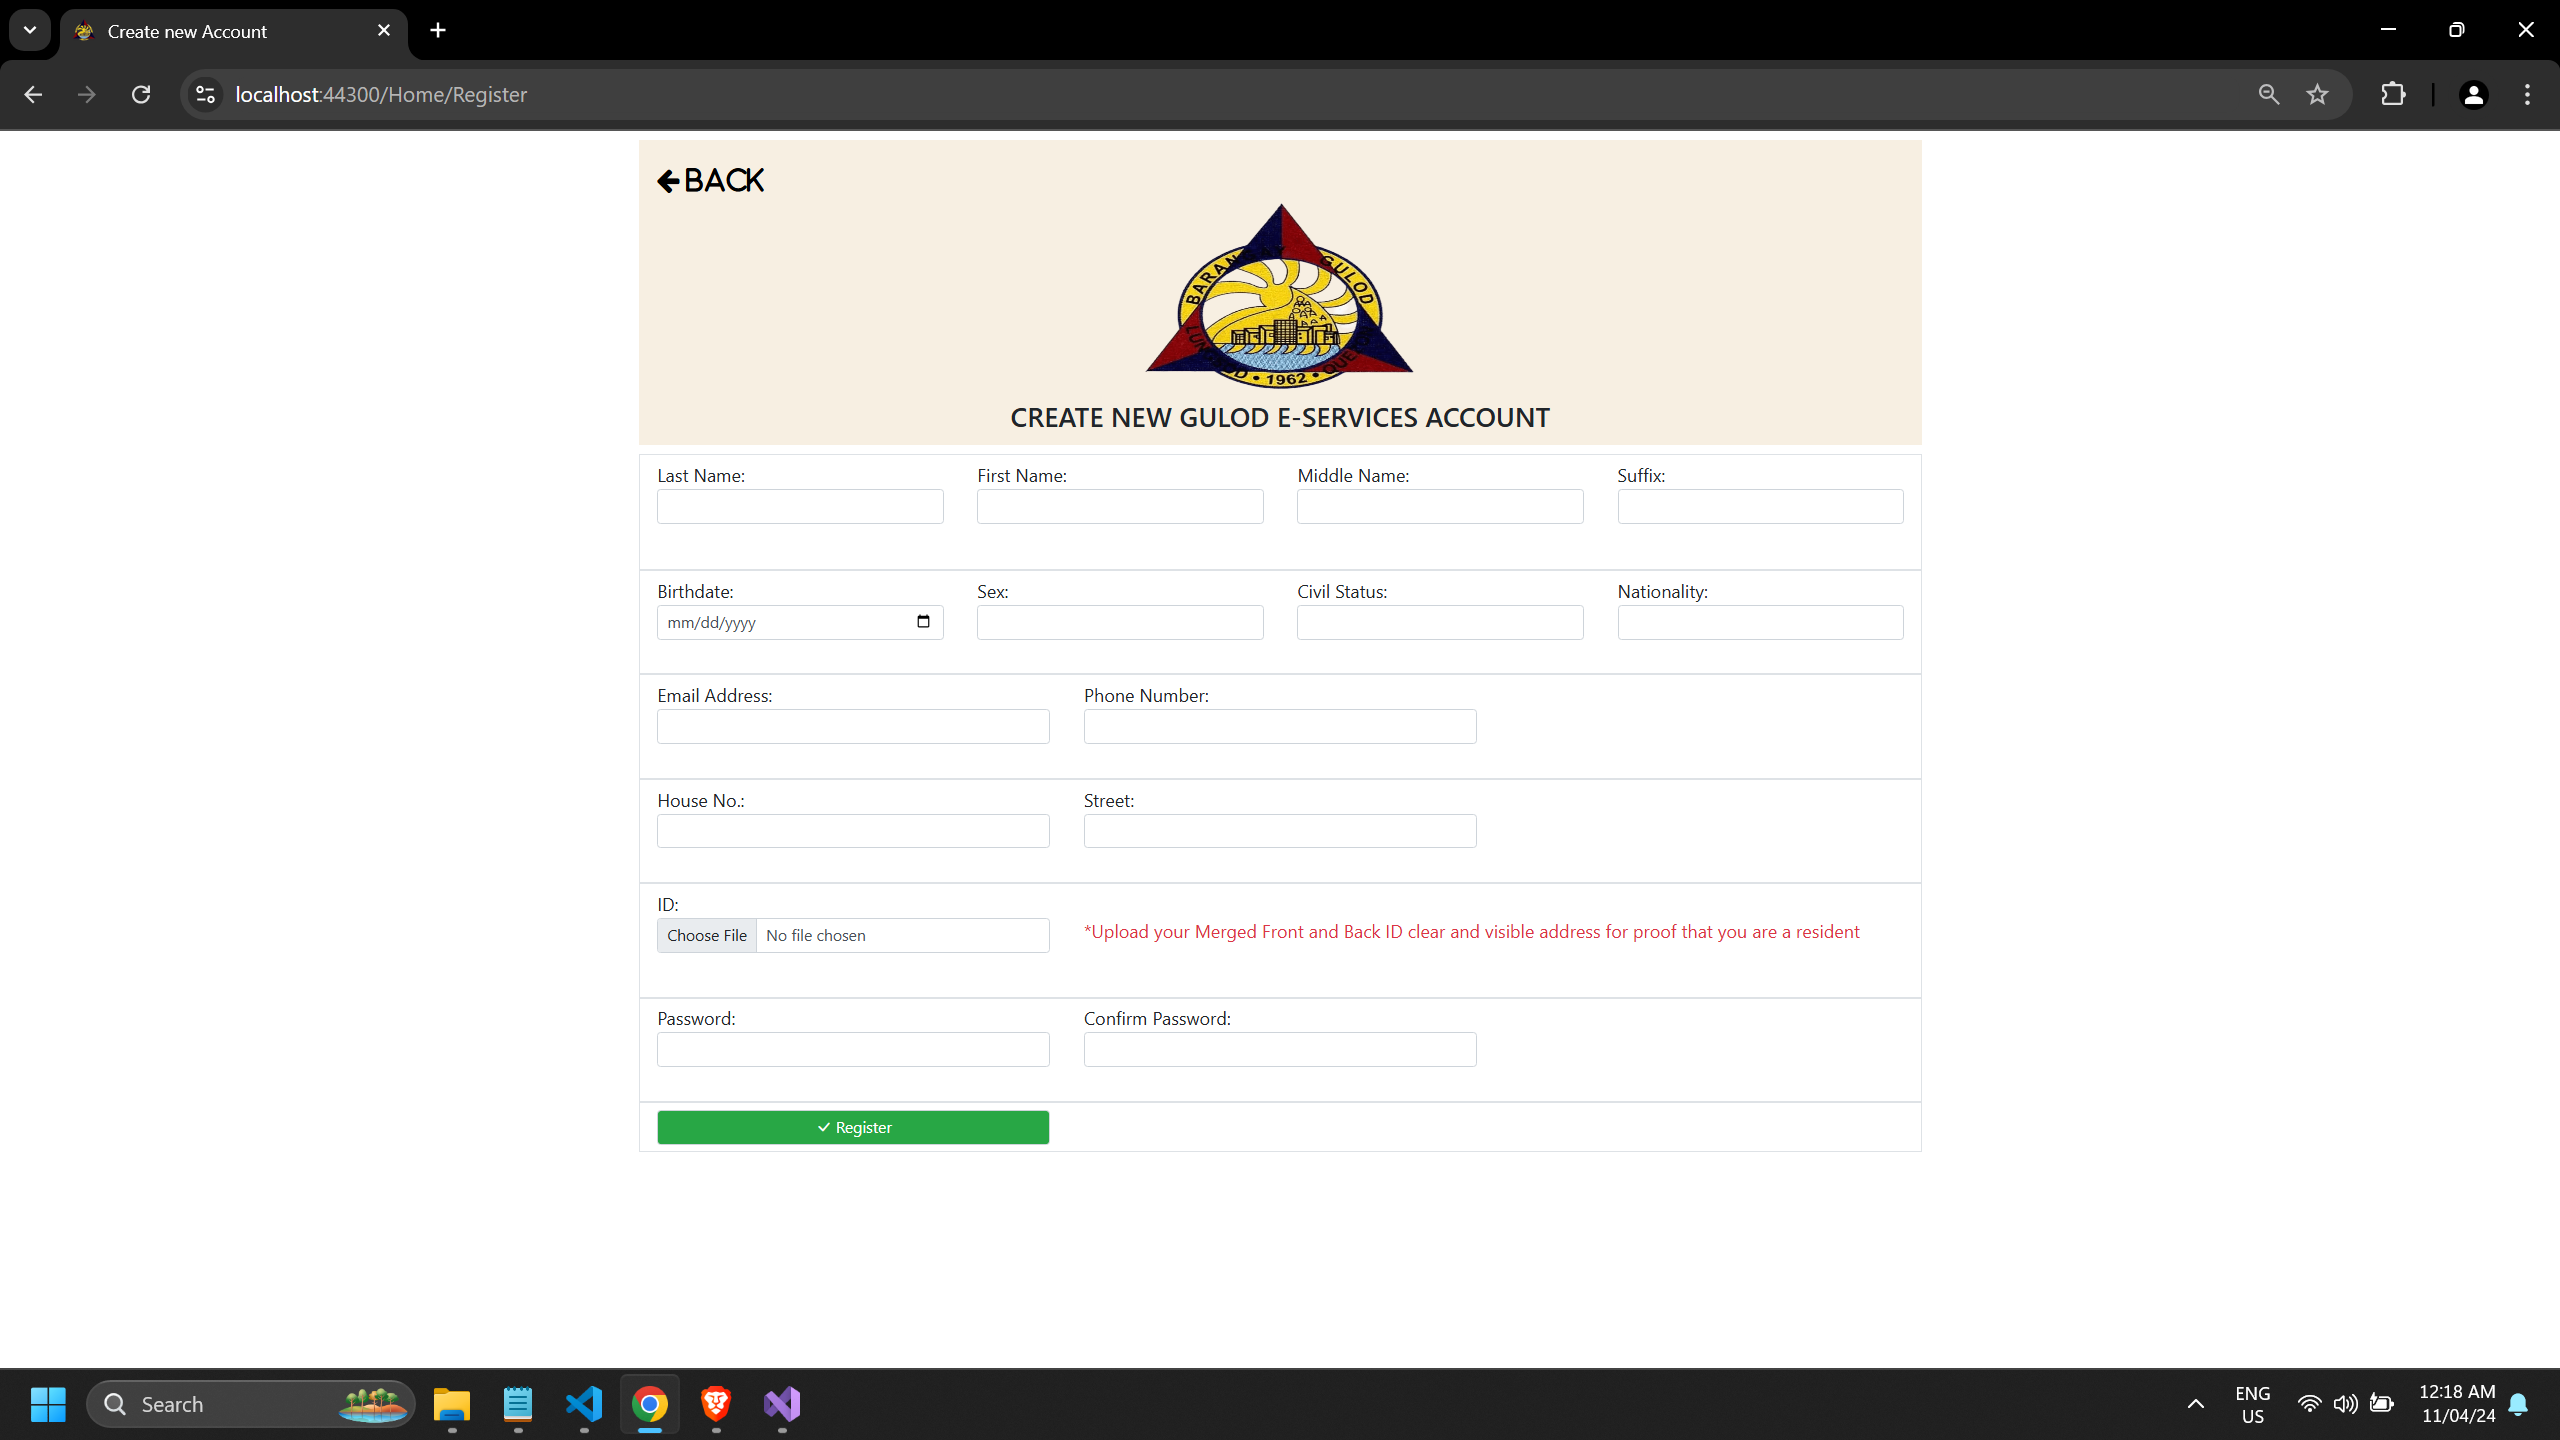 Create new Account
localhost:44300/Home/Register
BACK
BARANGAY GULOD
1962
CREATE NEW GULOD E-SERVICES ACCOUNT
Last Name: First Name: Middle Name: Suffix:
Birthdate: Sex: Civil Status: Nationality:
mm/dd/yyyy
Email Address: Phone Number:
House No.: Street:
ID:
Choose File No file chosen *Upload your Merged Front and Back ID clear and visible address for proof that you are a resident
Password: Confirm Password:
Register
Search
ENG
US
12:18 AM
11/04/24